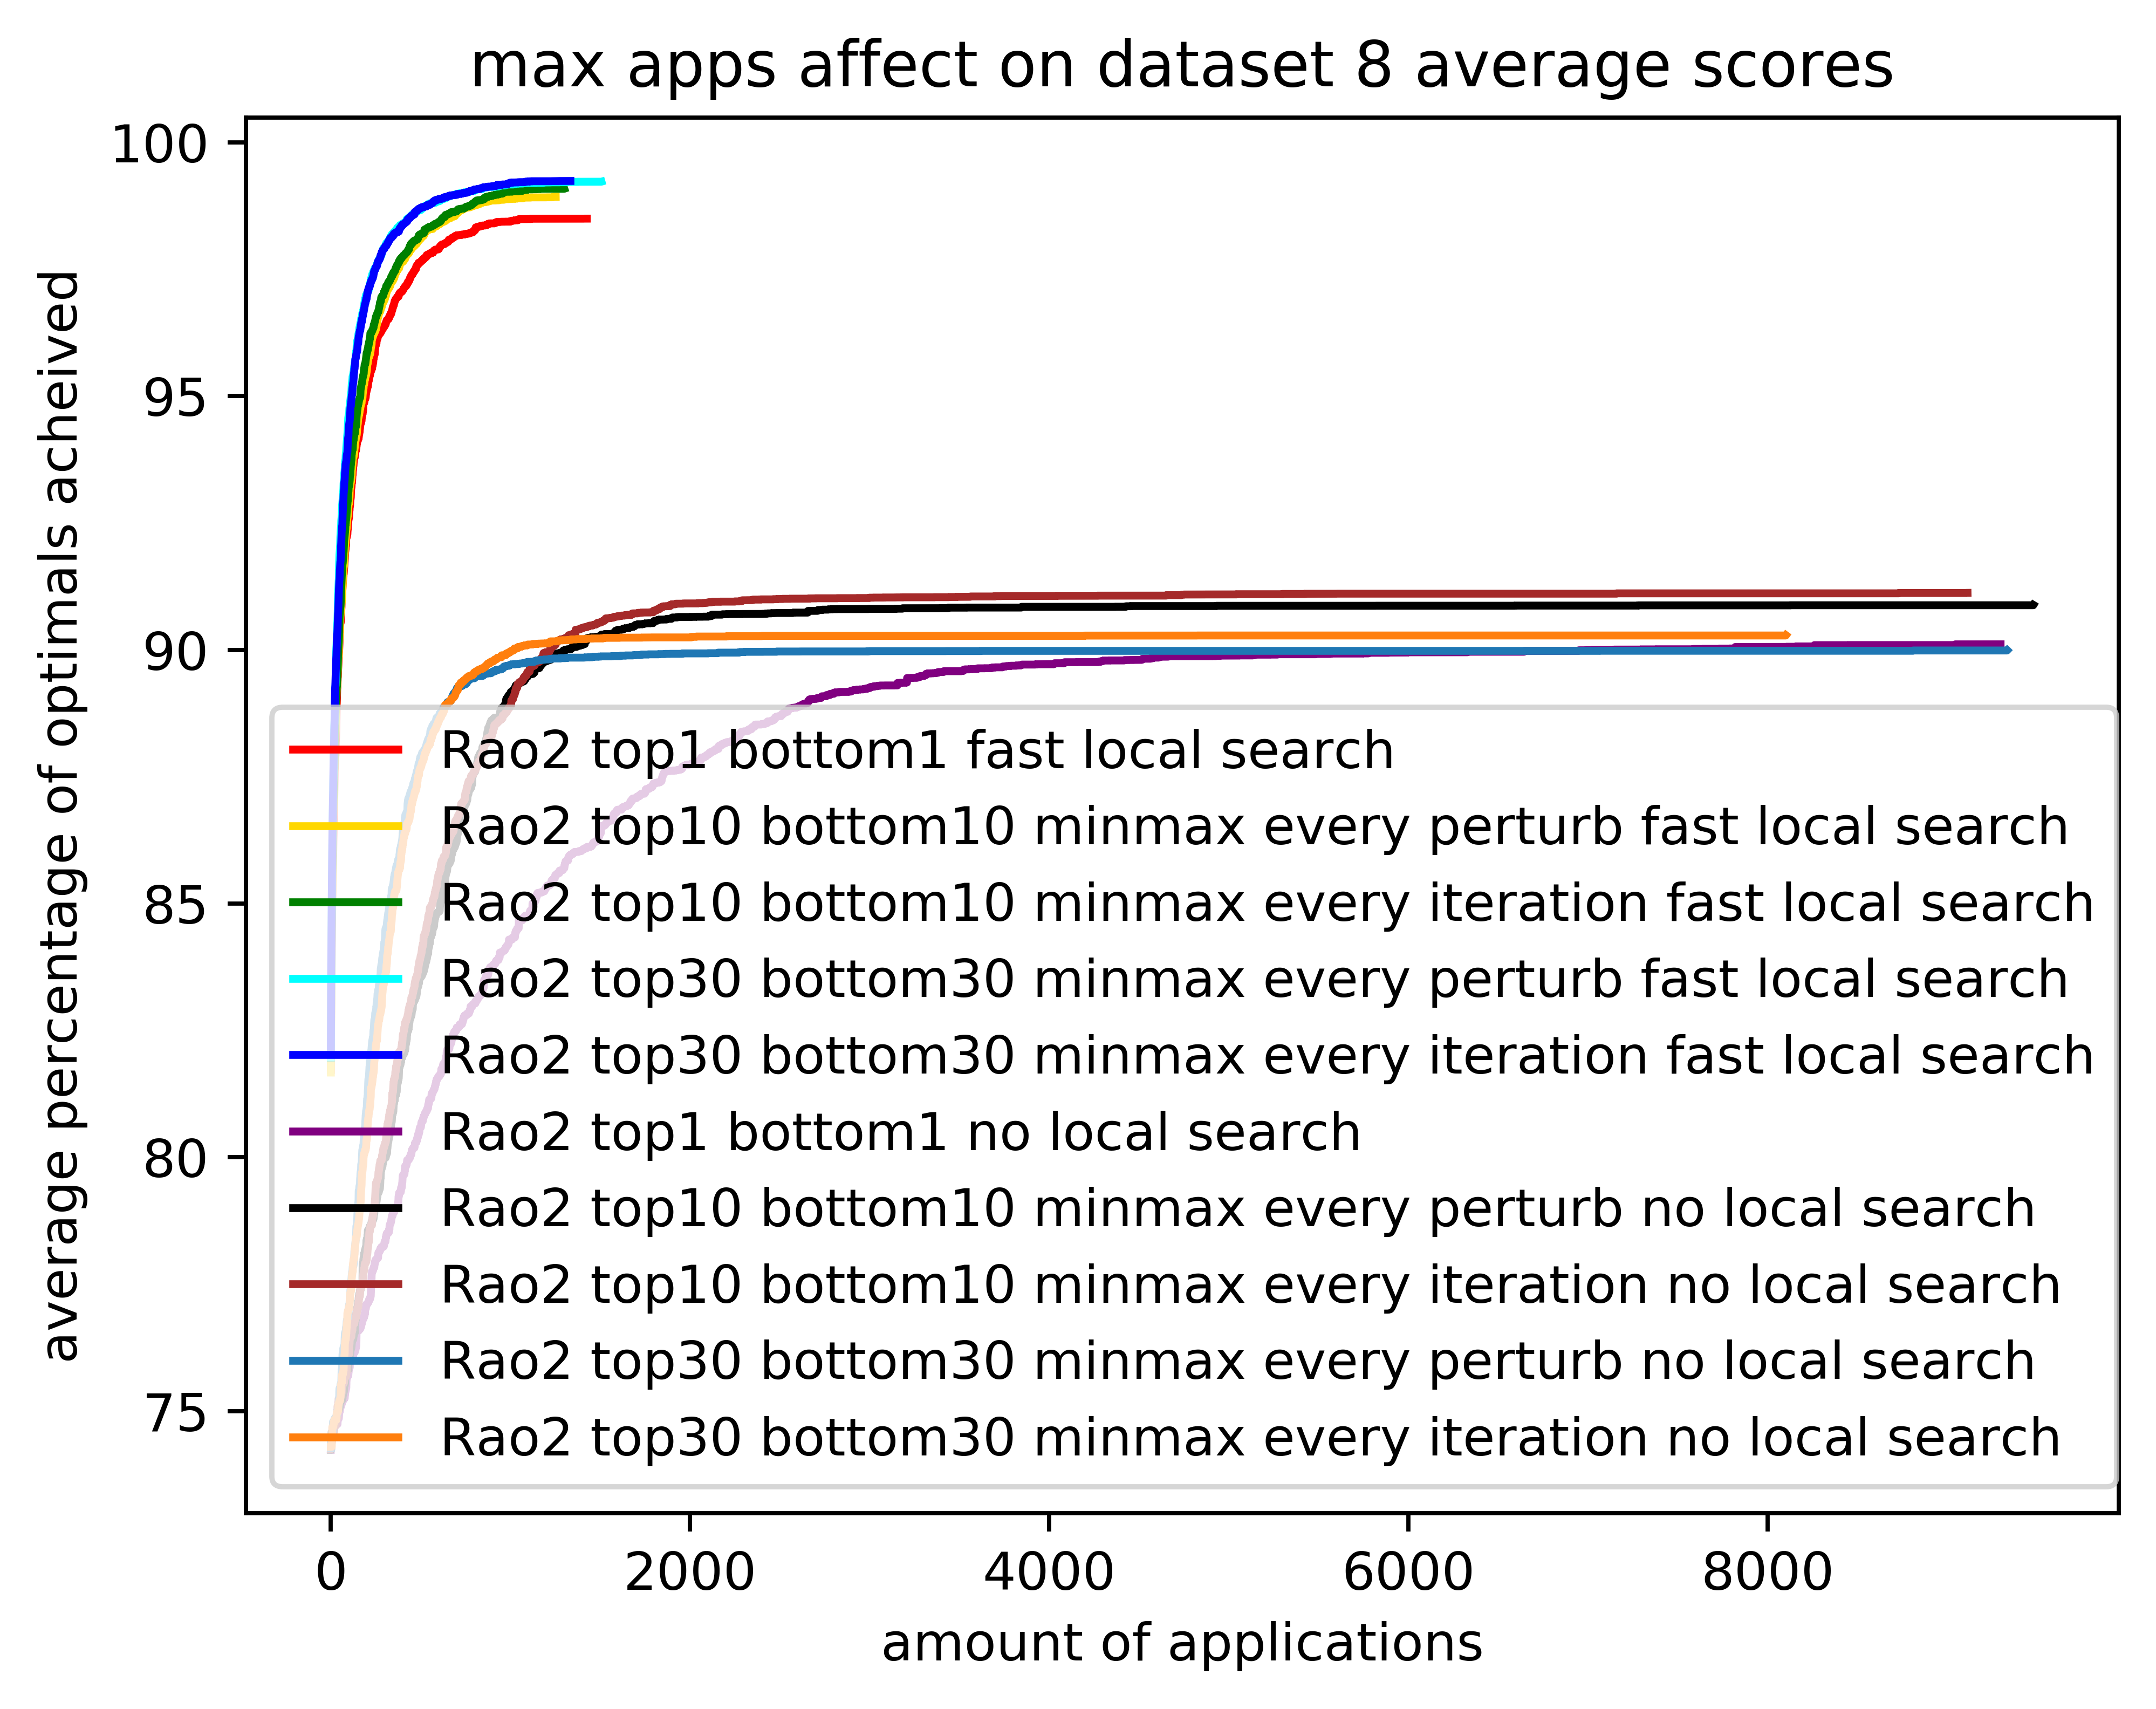 max apps affect on dataset 8 average scores
average percentage of optimals acheived
100
95
90
85
80
75
Rao2 top1 bottom1 fast local search
Rao2 top10 bottom10 minmax every perturb fast local search
Rao2 top10 bottom10 minmax every iteration fast local search
Rao2 top30 bottom30 minmax every perturb fast local search
Rao2 top30 bottom30 minmax every iteration fast local search
Rao2 top1 bottom1 no local search
Rao2 top10 bottom10 minmax every perturb no local search
Rao2 top10 bottom10 minmax every iteration no local search
Rao2 top30 bottom30 minmax every perturb no local search
Rao2 top30 bottom30 minmax every iteration no local search
0 2000 4000 6000 8000
amount of applications